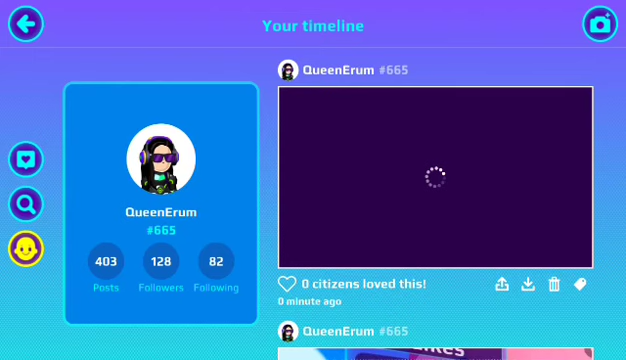 Your timeline
QueenErum #665
QueenErum
#665
403
Posts
128
Followers
82
Following
0 citizens loved this!
0 minute ago
QueenErum #665